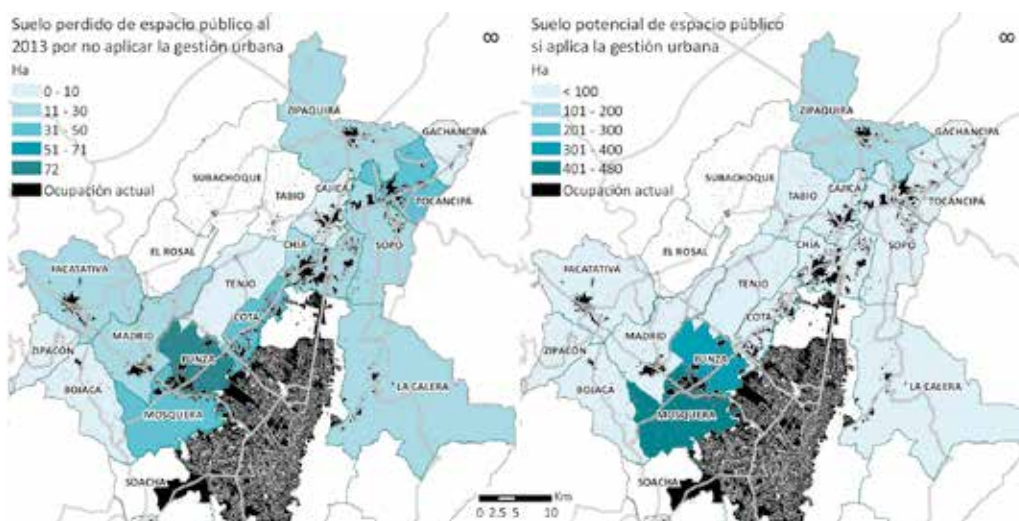 Suelo perdido de espacio público al
2013 por no aplicar la gestión urbana
∞
Ha
0 - 10
11 - 30
31 - 50
51 - 71
72
Ocupación actual
ZIPAQUIRA
GACHANCIPÁ
SUBACHOQUE
CAJICÁ
TABIO
TOCANCIPÁ
CHÍA
SOPÓ
EL ROSAL
FACATATIVA
TENJO
COTA
MADRID
FUNZA
ZIPACÓN
BOJACA
LA CALERA
MOSQUERA
SOACHA
Suelo potencial de espacio público
si aplica la gestión urbana
∞
Ha
< 100
101 - 200
201 - 300
301 - 400
401 - 480
Ocupación actual
ZIPAQUIRA
GACHANCIPÁ
SUBACHOQUE
CAJICÁ
TABIO
TOCANCIPÁ
CHÍA
SOPÓ
EL ROSAL
FACATATIVA
TENJO
COTA
MADRID
FUNZA
ZIPACÓN
BOJACA
LA CALERA
MOSQUERA
SOACHA
Km
0 2.5 5 10